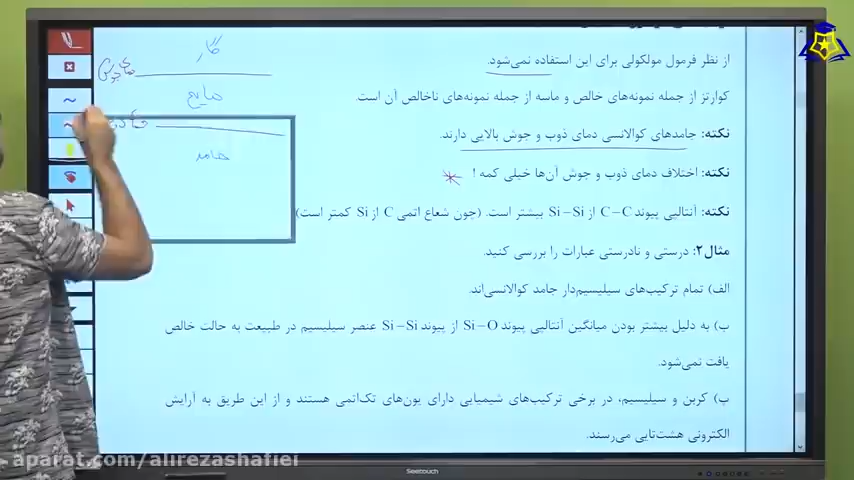 از نظر فرمول مولکولی برای این استفاده نمی‌شود.
کوارتز از جمله نمونه‌های خالص و ماسه از جمله نمونه‌های ناخالص آن است.
نکته: جامدهای کوالانسی دمای ذوب و جوش بالایی دارند.
نکته: اختلاف دمای ذوب و جوش آن‌ها خیلی کمه !
نکته: آنتالپی پیوند C−C از Si−Si بیشتر است. (چون شعاع اتمی C از Si کمتر است)
مثال۲: درستی و نادرستی عبارات را بررسی کنید.
الف) تمام ترکیب‌های سیلیسیم‌دار جامد کوالانسی‌اند.
ب) به دلیل بیشتر بودن میانگین آنتالپی پیوند Si−O از پیوند Si−Si عنصر سیلیسیم در طبیعت به حالت خالص
یافت نمی‌شود.
پ) کربن و سیلیسیم، در برخی ترکیب‌های شیمیایی دارای یون‌های تک‌اتمی هستند و از این طریق به آرایش
الکترونی هشت‌تایی می‌رسند.
گاز
دمای جوش
مایع
جامد
aparat.com/alirezashafiei
Seetouch